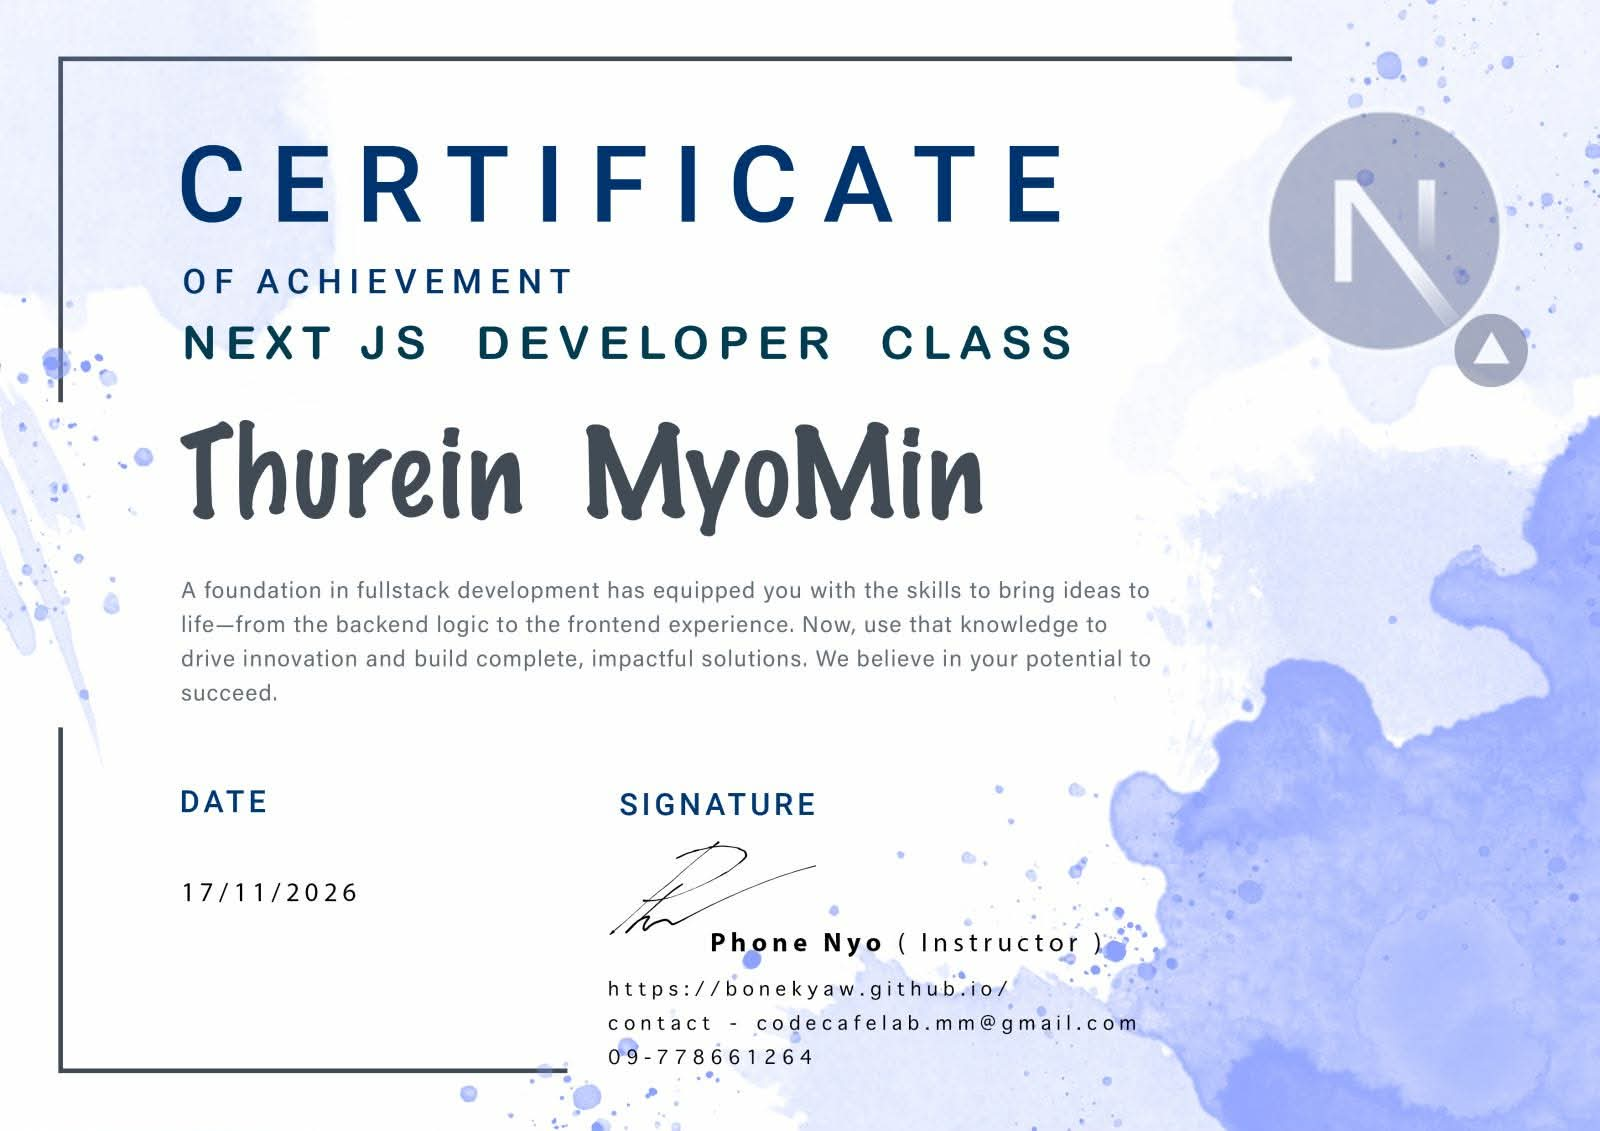 CERTIFICATE
OF ACHIEVEMENT
NEXT JS DEVELOPER CLASS
Thurein MyoMin
A foundation in fullstack development has equipped you with the skills to bring ideas to
life—from the backend logic to the frontend experience. Now, use that knowledge to
drive innovation and build complete, impactful solutions. We believe in your potential to
succeed.
DATE
SIGNATURE
17/11/2026
Phone Nyo ( Instructor )
https://bonekyaw.github.io/
contact - codecafelab.mm@gmail.com
09-778661264
N